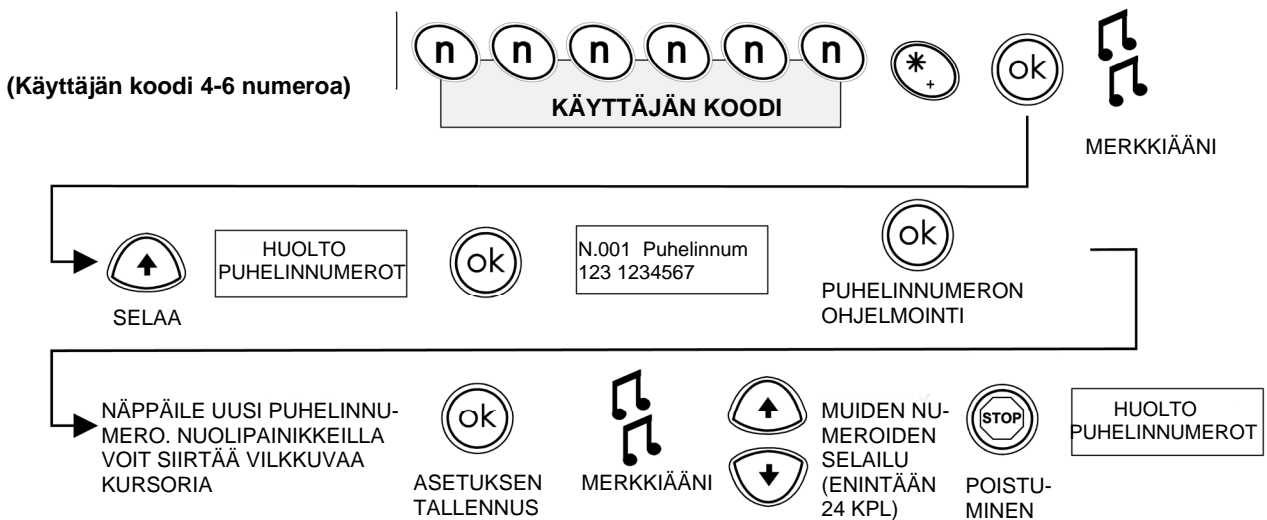 (Käyttäjän koodi 4-6 numeroa)
n n n n n n * + ok
KÄYTTÄJÄN KOODI
MERKKIÄÄNI
HUOLTO
PUHELINNUMEROT
ok
N.001 Puhelinnum
123 1234567
ok
SELAA
PUHELINNUMERON
OHJELMOINTI
NÄPPÄILE UUSI PUHELINNU-
MERO. NUOLIPAINIKKEILLA
VOIT SIIRTÄÄ VILKKUVAA
KURSORIA
ok
ASETUKSEN
TALLENNUS
MERKKIÄÄNI
MUIDEN NU-
MEROIDEN
SELAILU
(ENINTÄÄN
24 KPL)
STOP
POISTU-
MINEN
HUOLTO
PUHELINNUMEROT